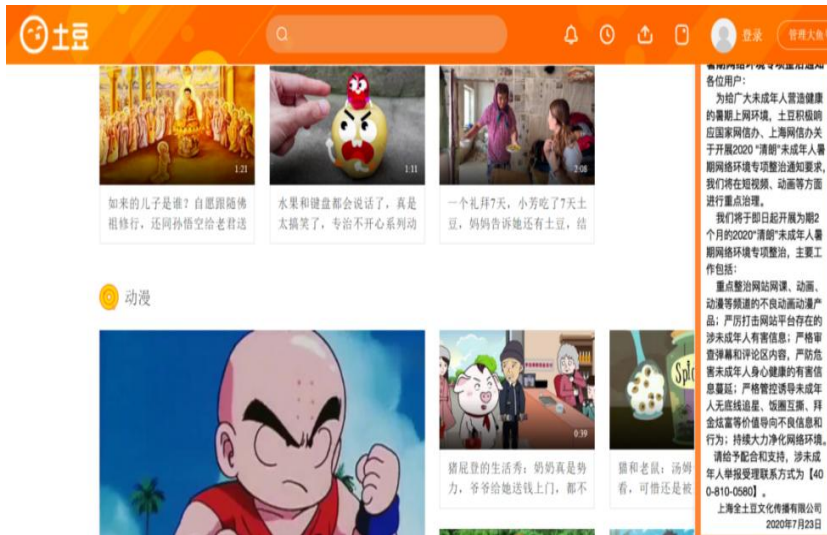 土豆
登录
管理大鱼
暑期网络环境专项整治通知
各位用户：
为给广大未成年人营造健康
的暑期上网环境，土豆积极响
应国家网信办、上海网信办关
于开展2020 “清朗”未成年人暑
期网络环境专项整治通知要求，
我们将在短视频、动画等方面
进行重点治理。
我们将于即日起开展为期2
个月的2020“清朗”未成年人暑
期网络环境专项整治，主要工
作包括：
重点整治网站网课、动画、
动漫等频道的不良动画动漫产
品；严厉打击网站平台存在的
涉未成年人有害信息；严格审
查弹幕和评论区内容，严防危
害未成年人身心健康的有害信
息蔓延；严格管控诱导未成年
人无底线追星、饭圈互撕、拜
金炫富等价值导向不良信息和
行为；持续大力净化网络环境。
请给予配合和支持，涉未成
年人举报受理联系方式为【40
0-810-0580】。
上海全土豆文化传播有限公司
2020年7月23日
1:21
如来的儿子是谁？自愿跟随佛
祖修行，还同孙悟空给老君送
1:11
水果和键盘都会说话了，真是
太搞笑了，专治不开心系列动
2:08
一个礼拜7天，小芳吃了7天土
豆，妈妈告诉她还有土豆，结
动漫
0:39
猪屁登的生活秀：奶奶真是势
力，爷爷给她送钱上门，都不
猫和老鼠：汤姆
看，可惜还是被